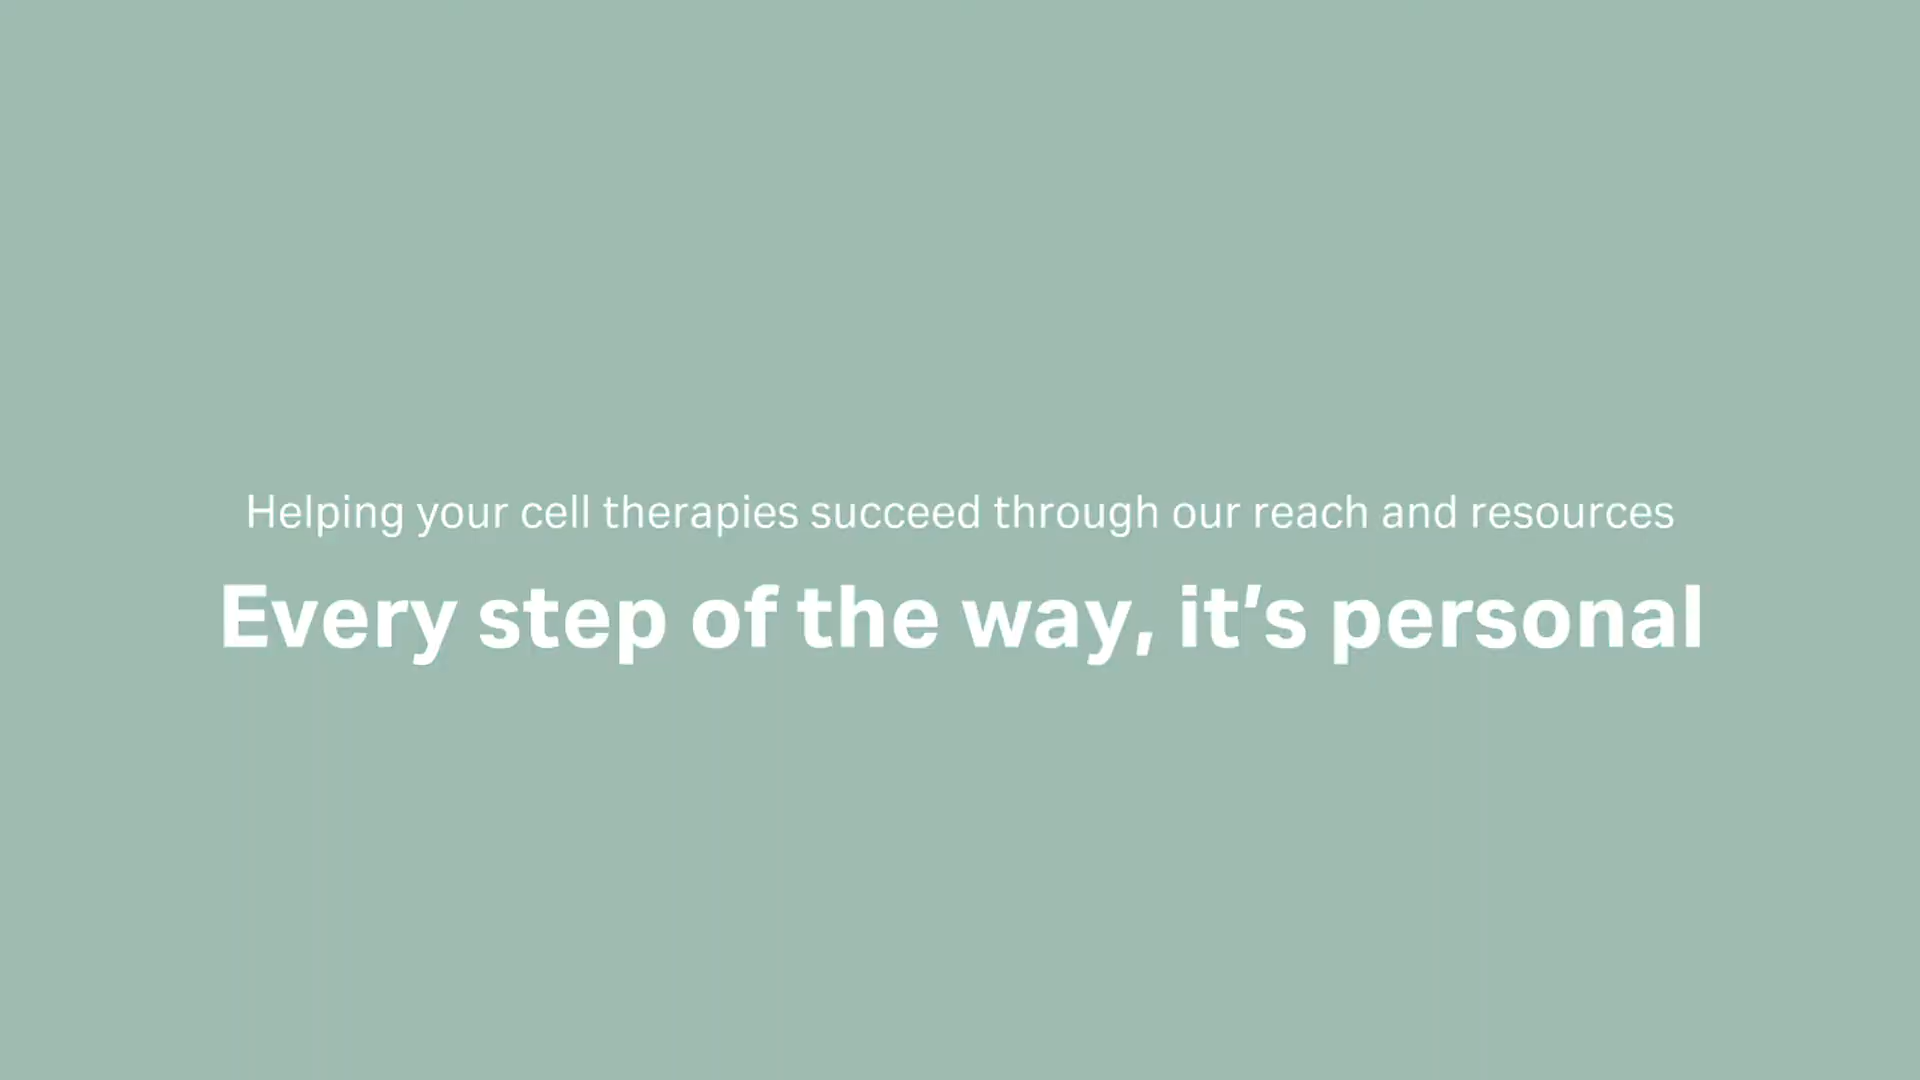 Helping your cell therapies succeed through our reach and resources
Every step of the way, it’s personal